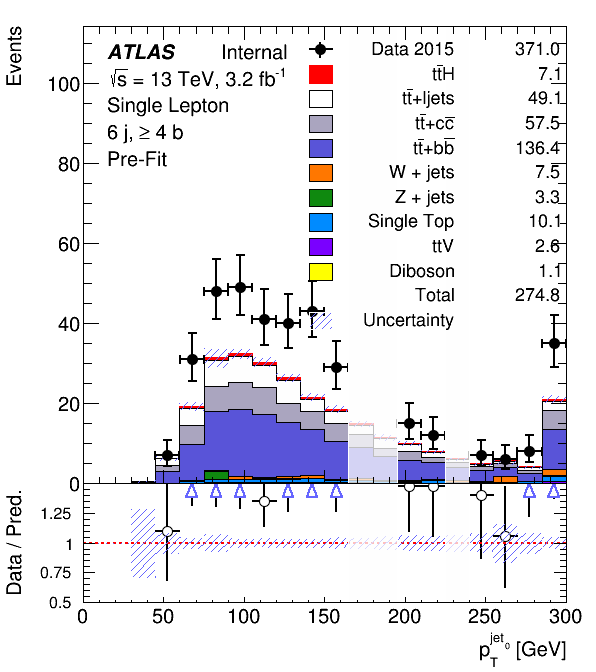 Events
ATLAS Internal
√s = 13 TeV, 3.2 fb⁻¹
Single Lepton
6 j, ≥ 4 b
Pre-Fit
Data 2015 371.0
tt̄H 7.1
tt̄+ljets 49.1
tt̄+cc̄ 57.5
tt̄+bb̄ 136.4
W + jets 7.5
Z + jets 3.3
Single Top 10.1
ttV 2.6
Diboson 1.1
Total 274.8
Uncertainty
100
80
60
40
20
0
Data / Pred.
1.25
1
0.75
0.5
0 50 100 150 200 250 300
p_T^jet₀ [GeV]